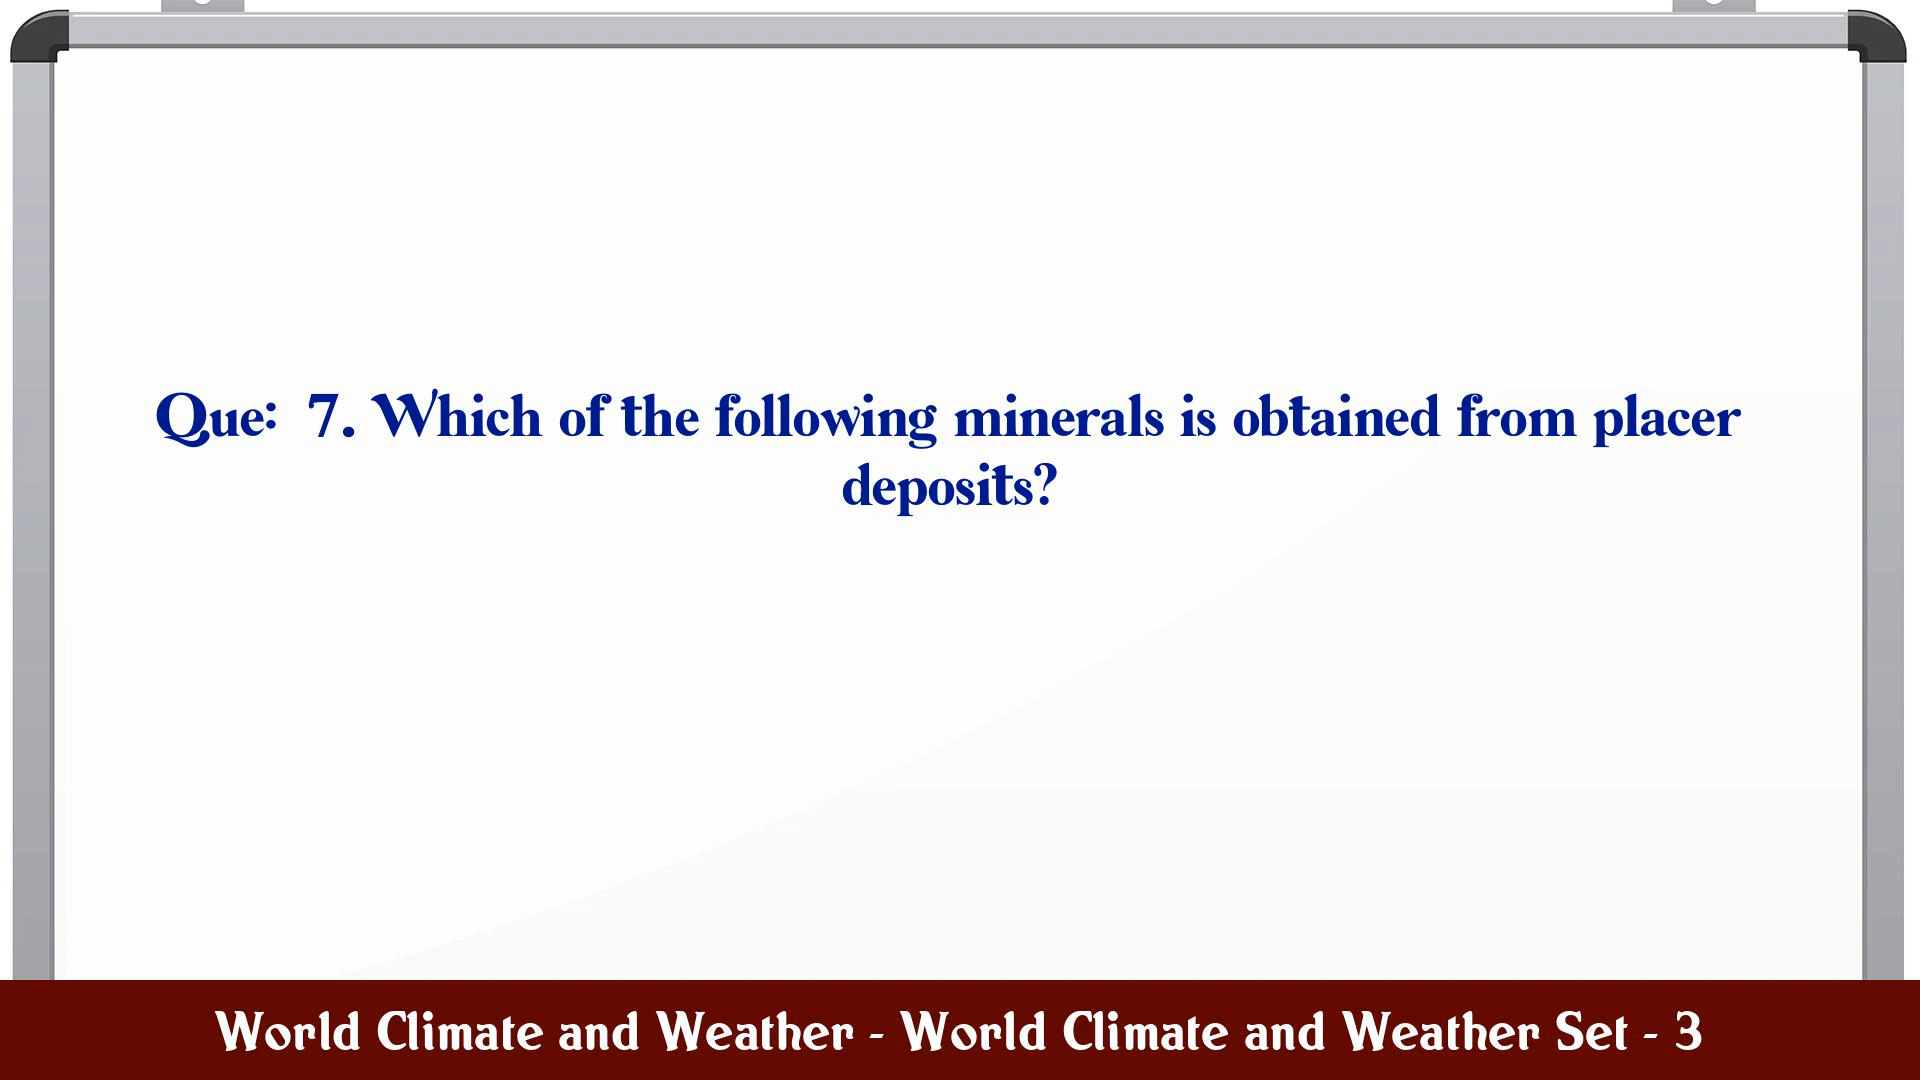 Que: 7. Which of the following minerals is obtained from placer
deposits?
World Climate and Weather - World Climate and Weather Set - 3